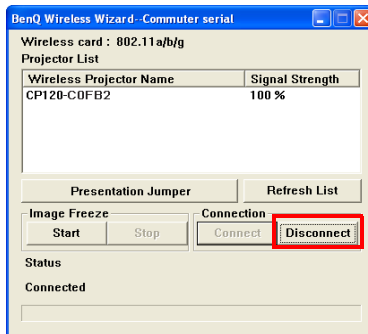 BenQ Wireless Wizard--Commuter serial
Wireless card : 802.11a/b/g
Projector List
Wireless Projector Name Signal Strength
CP120-C0FB2 100 %
Presentation Jumper Refresh List
Image Freeze Connection
Start Stop Connect Disconnect
Status
Connected